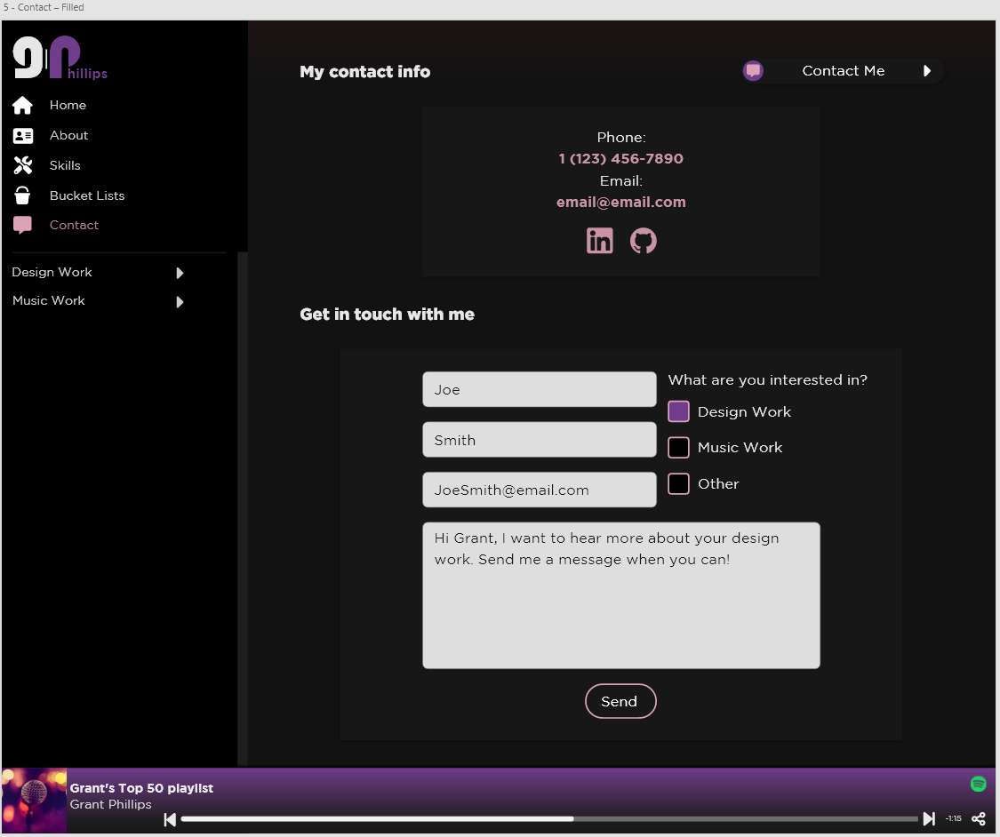 5 - Contact – Filled
gp
hillips
Home
About
Skills
Bucket Lists
Contact
Design Work
Music Work
My contact info
Contact Me
Phone:
1 (123) 456-7890
Email:
email@email.com
in
Get in touch with me
Joe
Smith
JoeSmith@email.com
What are you interested in?
Design Work
Music Work
Other
Hi Grant, I want to hear more about your design
work. Send me a message when you can!
Send
Grant's Top 50 playlist
Grant Phillips
-1:15